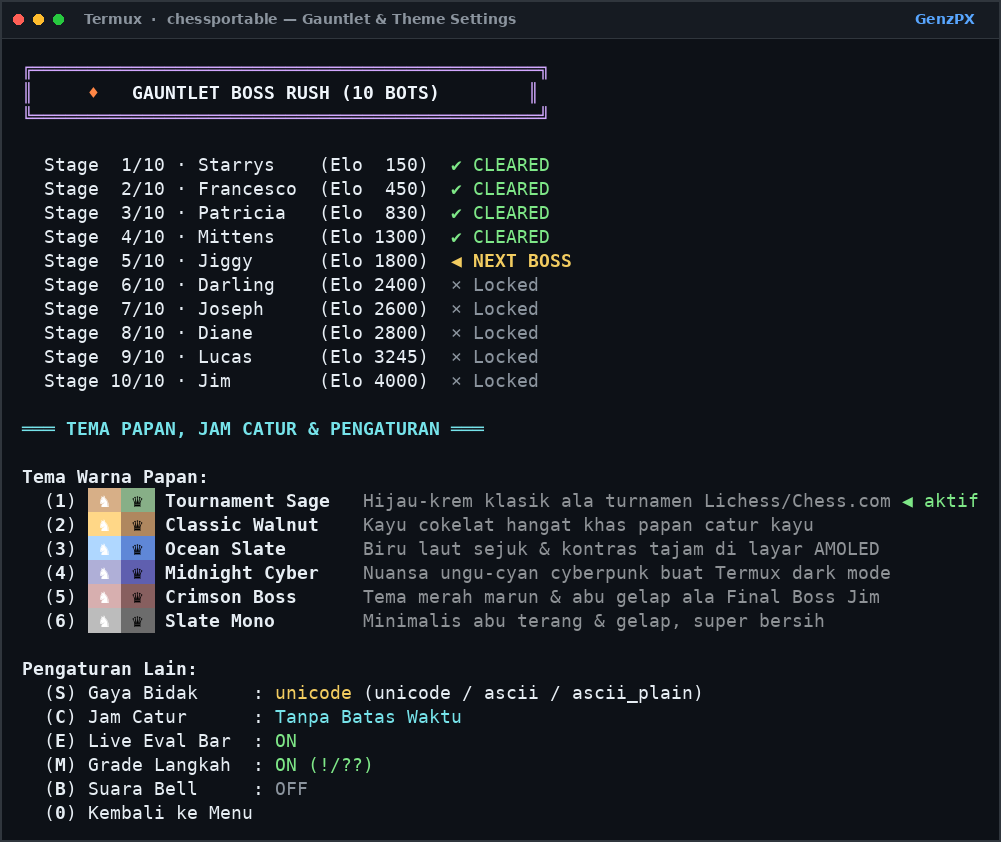 Termux · chessportable — Gauntlet & Theme Settings GenzPX
♦ GAUNTLET BOSS RUSH (10 BOTS)
Stage 1/10 · Starrys (Elo 150) ✔ CLEARED
Stage 2/10 · Francesco (Elo 450) ✔ CLEARED
Stage 3/10 · Patricia (Elo 830) ✔ CLEARED
Stage 4/10 · Mittens (Elo 1300) ✔ CLEARED
Stage 5/10 · Jiggy (Elo 1800) ◀ NEXT BOSS
Stage 6/10 · Darling (Elo 2400) × Locked
Stage 7/10 · Joseph (Elo 2600) × Locked
Stage 8/10 · Diane (Elo 2800) × Locked
Stage 9/10 · Lucas (Elo 3245) × Locked
Stage 10/10 · Jim (Elo 4000) × Locked
═══ TEMA PAPAN, JAM CATUR & PENGATURAN ═══
Tema Warna Papan:
(1) ♞ ♛ Tournament Sage Hijau-krem klasik ala turnamen Lichess/Chess.com ◀ aktif
(2) ♞ ♛ Classic Walnut Kayu cokelat hangat khas papan catur kayu
(3) ♞ ♛ Ocean Slate Biru laut sejuk & kontras tajam di layar AMOLED
(4) ♞ ♛ Midnight Cyber Nuansa ungu-cyan cyberpunk buat Termux dark mode
(5) ♞ ♛ Crimson Boss Tema merah marun & abu gelap ala Final Boss Jim
(6) ♞ ♛ Slate Mono Minimalis abu terang & gelap, super bersih
Pengaturan Lain:
(S) Gaya Bidak : unicode (unicode / ascii / ascii_plain)
(C) Jam Catur : Tanpa Batas Waktu
(E) Live Eval Bar : ON
(M) Grade Langkah : ON (!/??)
(B) Suara Bell : OFF
(0) Kembali ke Menu